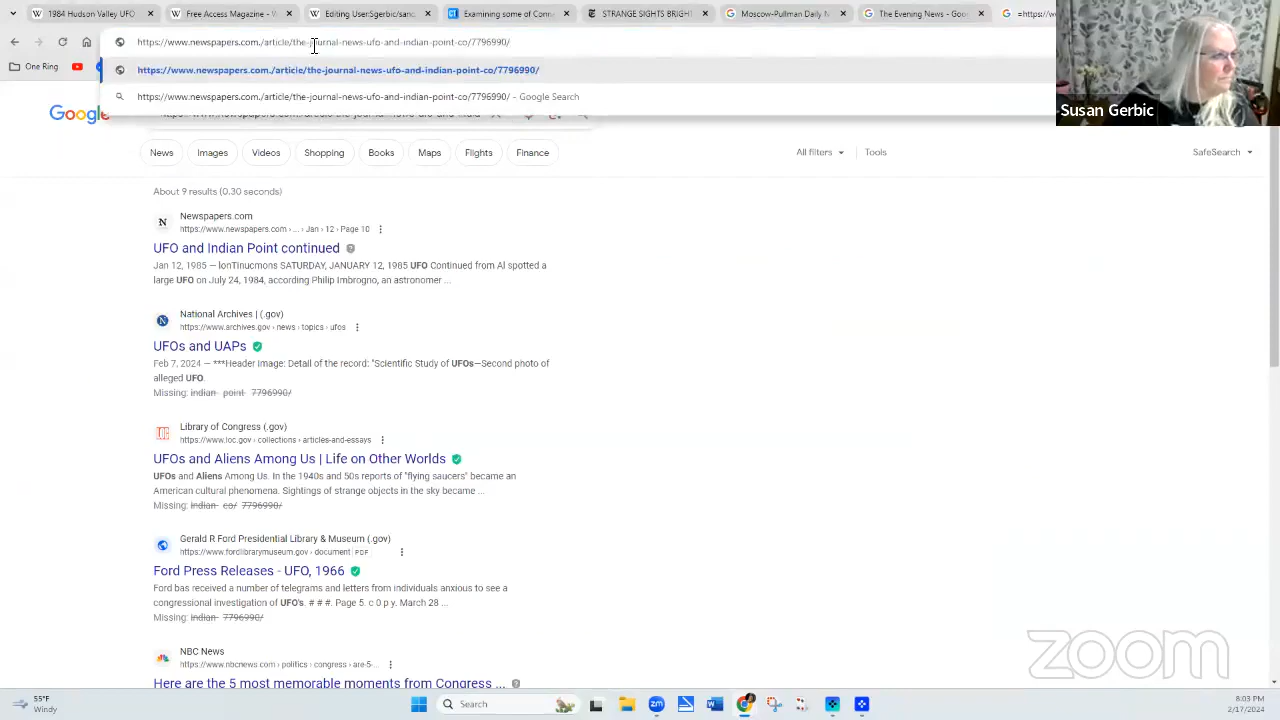 1984 Hudson Valley UFO
UFO
1986 Energy of Contac
STRANGE SIGHTS BRIGHT
Moscow-Pullman Daily N
The Evening News - Goo
=https://w
https://www.newspapers.com./article/the-journal-news-ufo-and-indian-point-co/7796990/
One Ring
https://www.newspapers.com./article/the-journal-news-ufo-and-indian-point-co/7796990/
https://www.newspapers.com./article/the-journal-news-ufo-and-indian-point-co/7796990/ - Google Search
Susan Gerbic
Google
News
Images
Videos
Shopping
Books
Maps
Flights
Finance
All filters
Tools
SafeSearch
About 9 results (0.30 seconds)
Newspapers.com
https://www.newspapers.com › ... › Jan › 12 › Page 10
UFO and Indian Point continued
Jan 12, 1985 — lonTinucmons SATURDAY, JANUARY 12, 1985 UFO Continued from Al spotted a
large UFO on July 24, 1984, according Philip Imbrogno, an astronomer ...
National Archives | (.gov)
https://www.archives.gov › news › topics › ufos
UFOs and UAPs
Feb 7, 2024 — ***Header Image: Detail of the record: "Scientific Study of UFOs—Second photo of
alleged UFO.
Missing: indian point 7796990/
Library of Congress (.gov)
https://www.loc.gov › collections › articles-and-essays
UFOs and Aliens Among Us | Life on Other Worlds
UFOs and Aliens Among Us. In the 1940s and 50s reports of "flying saucers" became an
American cultural phenomena. Sightings of strange objects in the sky became ...
Missing: indian co/ 7796990/
Gerald R Ford Presidential Library & Museum (.gov)
https://www.fordlibrarymuseum.gov › document PDF
Ford Press Releases - UFO, 1966
Ford bas received a number of telegrams and letters from individuals anxious to see a
congressional investigation of UFO's. # # #. Page 5. c 0 p y. March 28 ...
Missing: indian 7796990/
NBC News
https://www.nbcnews.com › politics › congress › are-5-...
Here are the 5 most memorable moments from Congress ...
zoom
55°F
Windy
Search
8:03 PM
2/17/2024